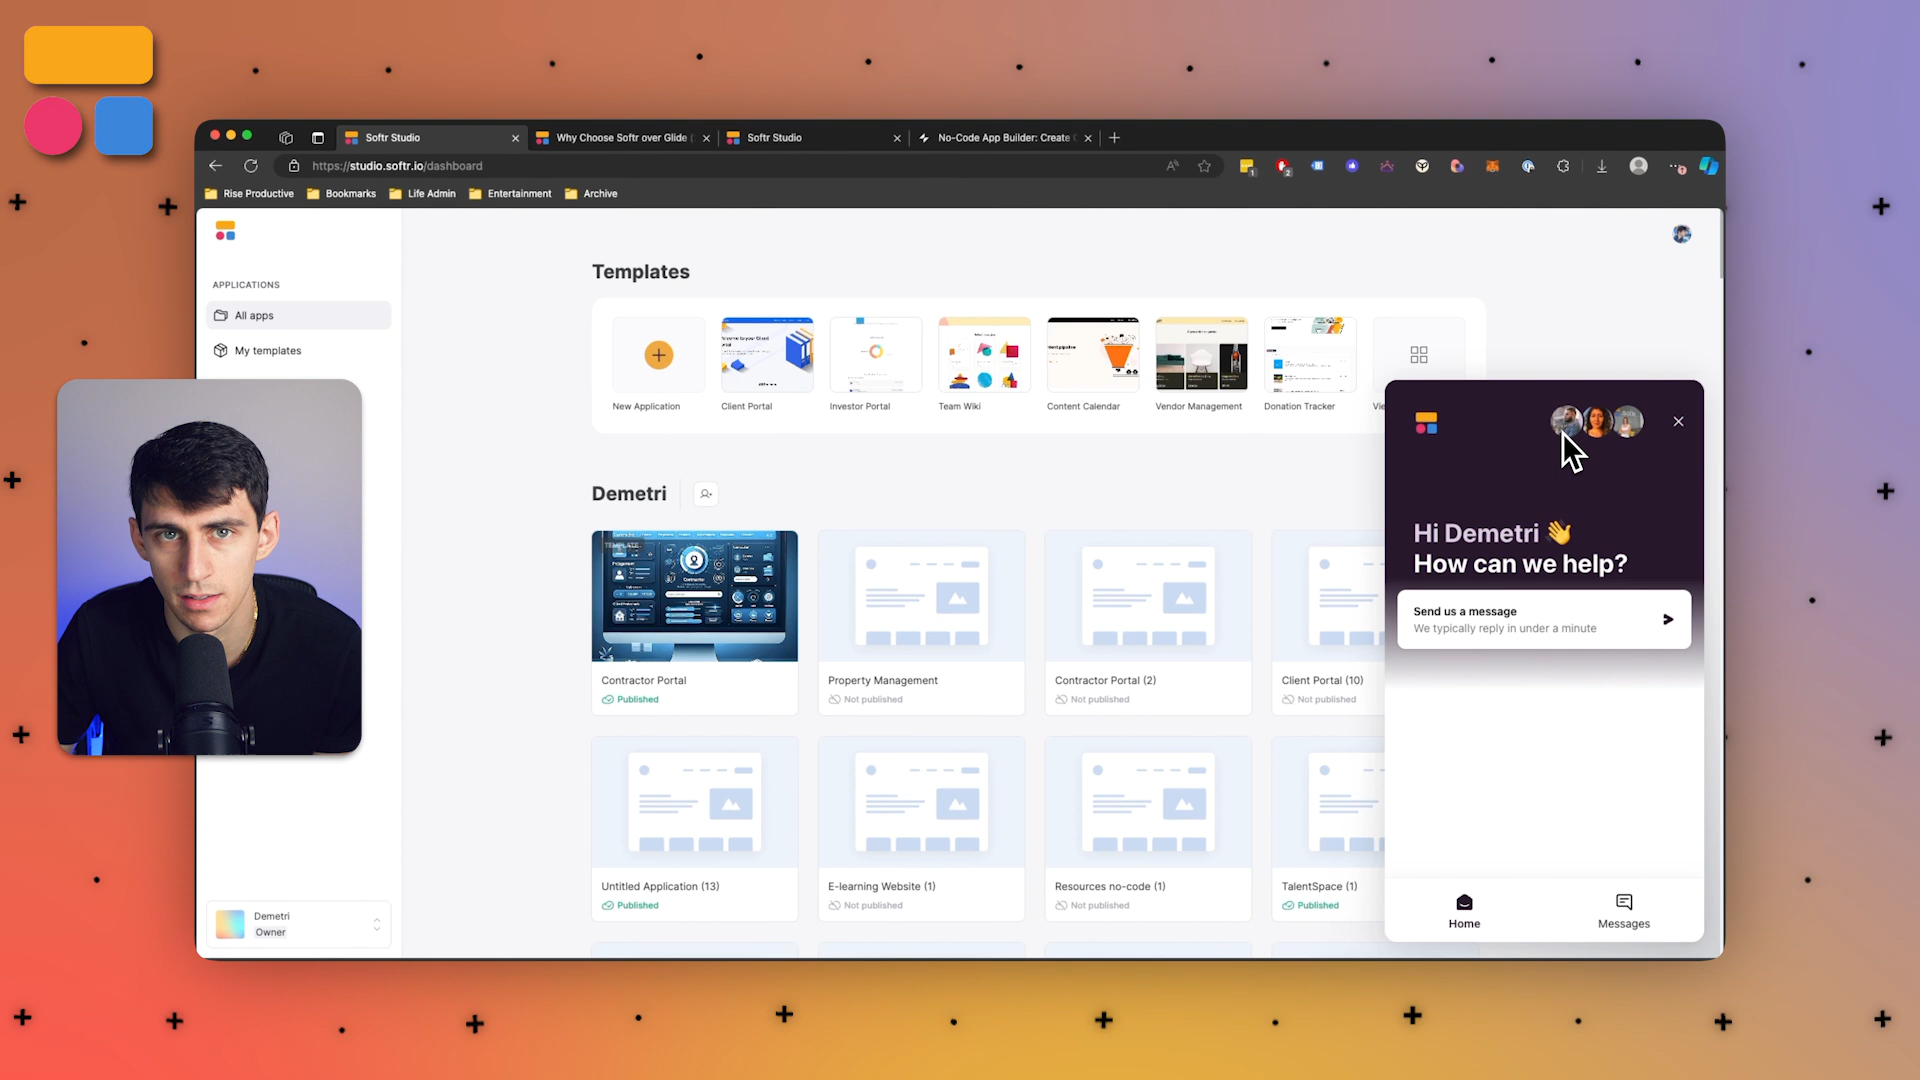 Softr Studio
Why Choose Softr over Glide
Softr Studio
No-Code App Builder: Create
https://studio.softr.io/dashboard
Rise Productive
Bookmarks
Life Admin
Entertainment
Archive
APPLICATIONS
All apps
My templates
Templates
New Application
Client Portal
Investor Portal
Team Wiki
Content Calendar
Vendor Management
Donation Tracker
Demetri
Contractor Portal
Published
Property Management
Not published
Contractor Portal (2)
Not published
Client Portal (10)
Not published
Untitled Application (13)
Published
E-learning Website (1)
Not published
Resources no-code (1)
Not published
TalentSpace (1)
Published
Hi Demetri 👋
How can we help?
Send us a message
We typically reply in under a minute
Home
Messages
Demetri
Owner